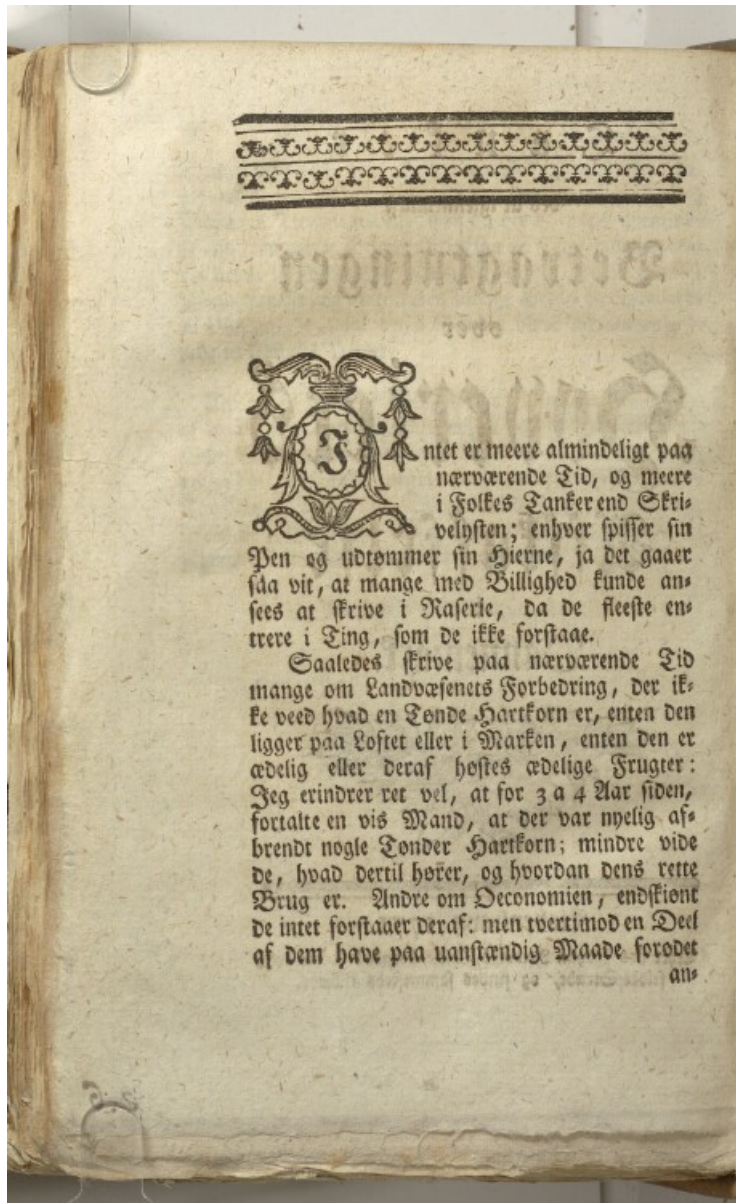 Intet er meere almindeligt paa
nærværende Tid, og meere
i Folkes Tanker end Skri-
velysten; enhver spisser sin
Pen og udtømmer sin Hierne, ja det gaaer
saa vit, at mange med Billighed kunde an-
sees at skrive i Raserie, da de fleeste en-
trere i Ting, som de ikke forstaae.
Saaledes skrive paa nærværende Tid
mange om Landvæsenets Forbedring, der ik-
ke veed hvad en Tønde Hartkorn er, enten den
ligger paa Loftet eller i Marken, enten den er
ædelig eller deraf høstes ædelige Frugter:
Jeg erindrer ret vel, at for 3 a 4 Aar siden,
fortalte en vis Mand, at der var nyelig af-
brendt nogle Tønder Hartkorn; mindre vide
de, hvad dertil hører, og hvordan dens rette
Brug er. Andre om Oeconomien, endskiønt
de intet forstaaer deraf: men tvertimod en Deel
af dem have paa uanstændig Maade forødet
an-